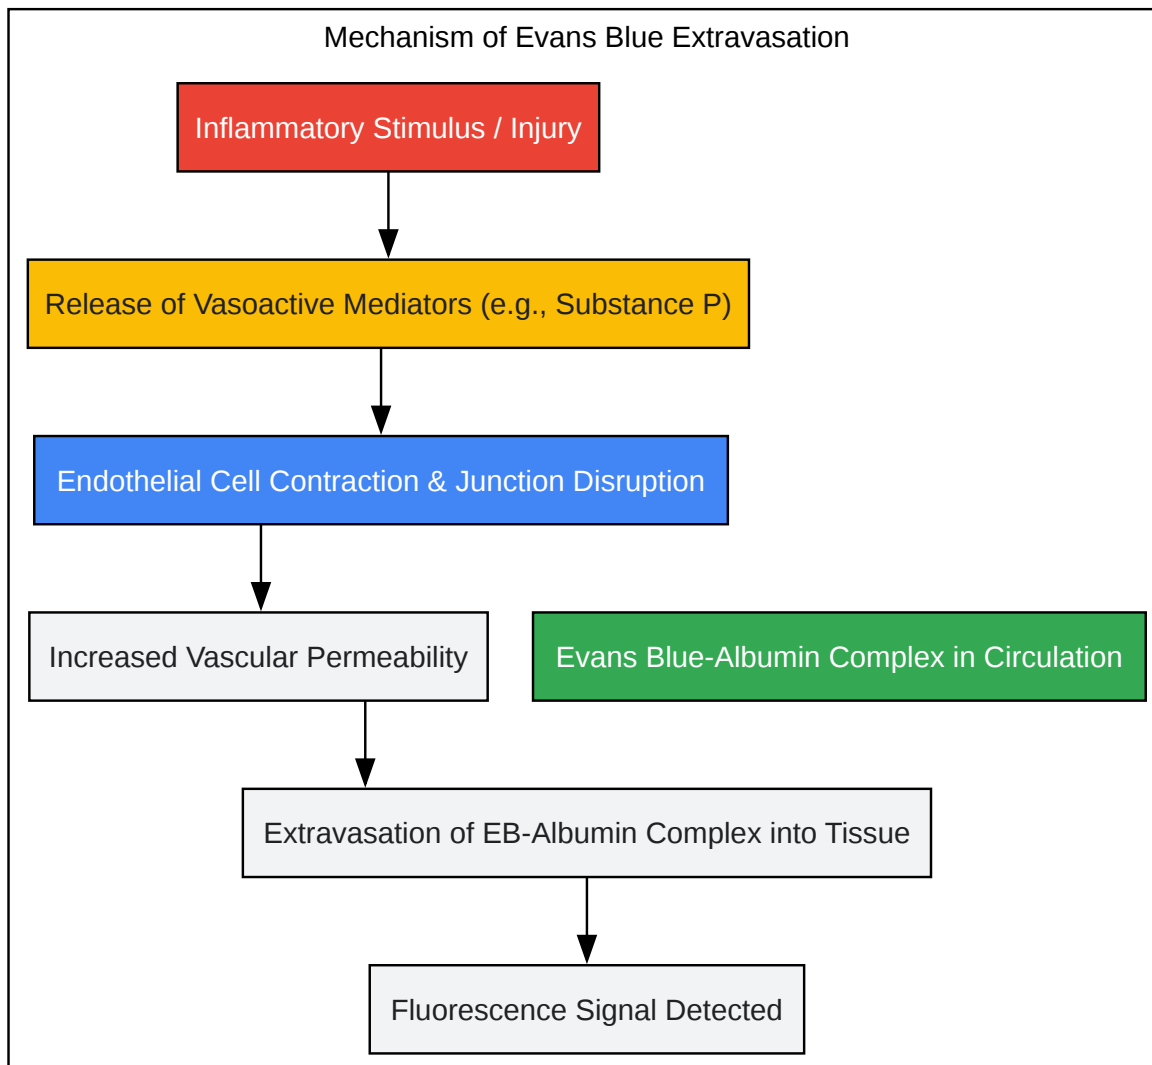 Mechanism of Evans Blue Extravasation
Inflammatory Stimulus / Injury
Release of Vasoactive Mediators (e.g., Substance P)
Endothelial Cell Contraction & Junction Disruption
Increased Vascular Permeability
Evans Blue-Albumin Complex in Circulation
Extravasation of EB-Albumin Complex into Tissue
Fluorescence Signal Detected